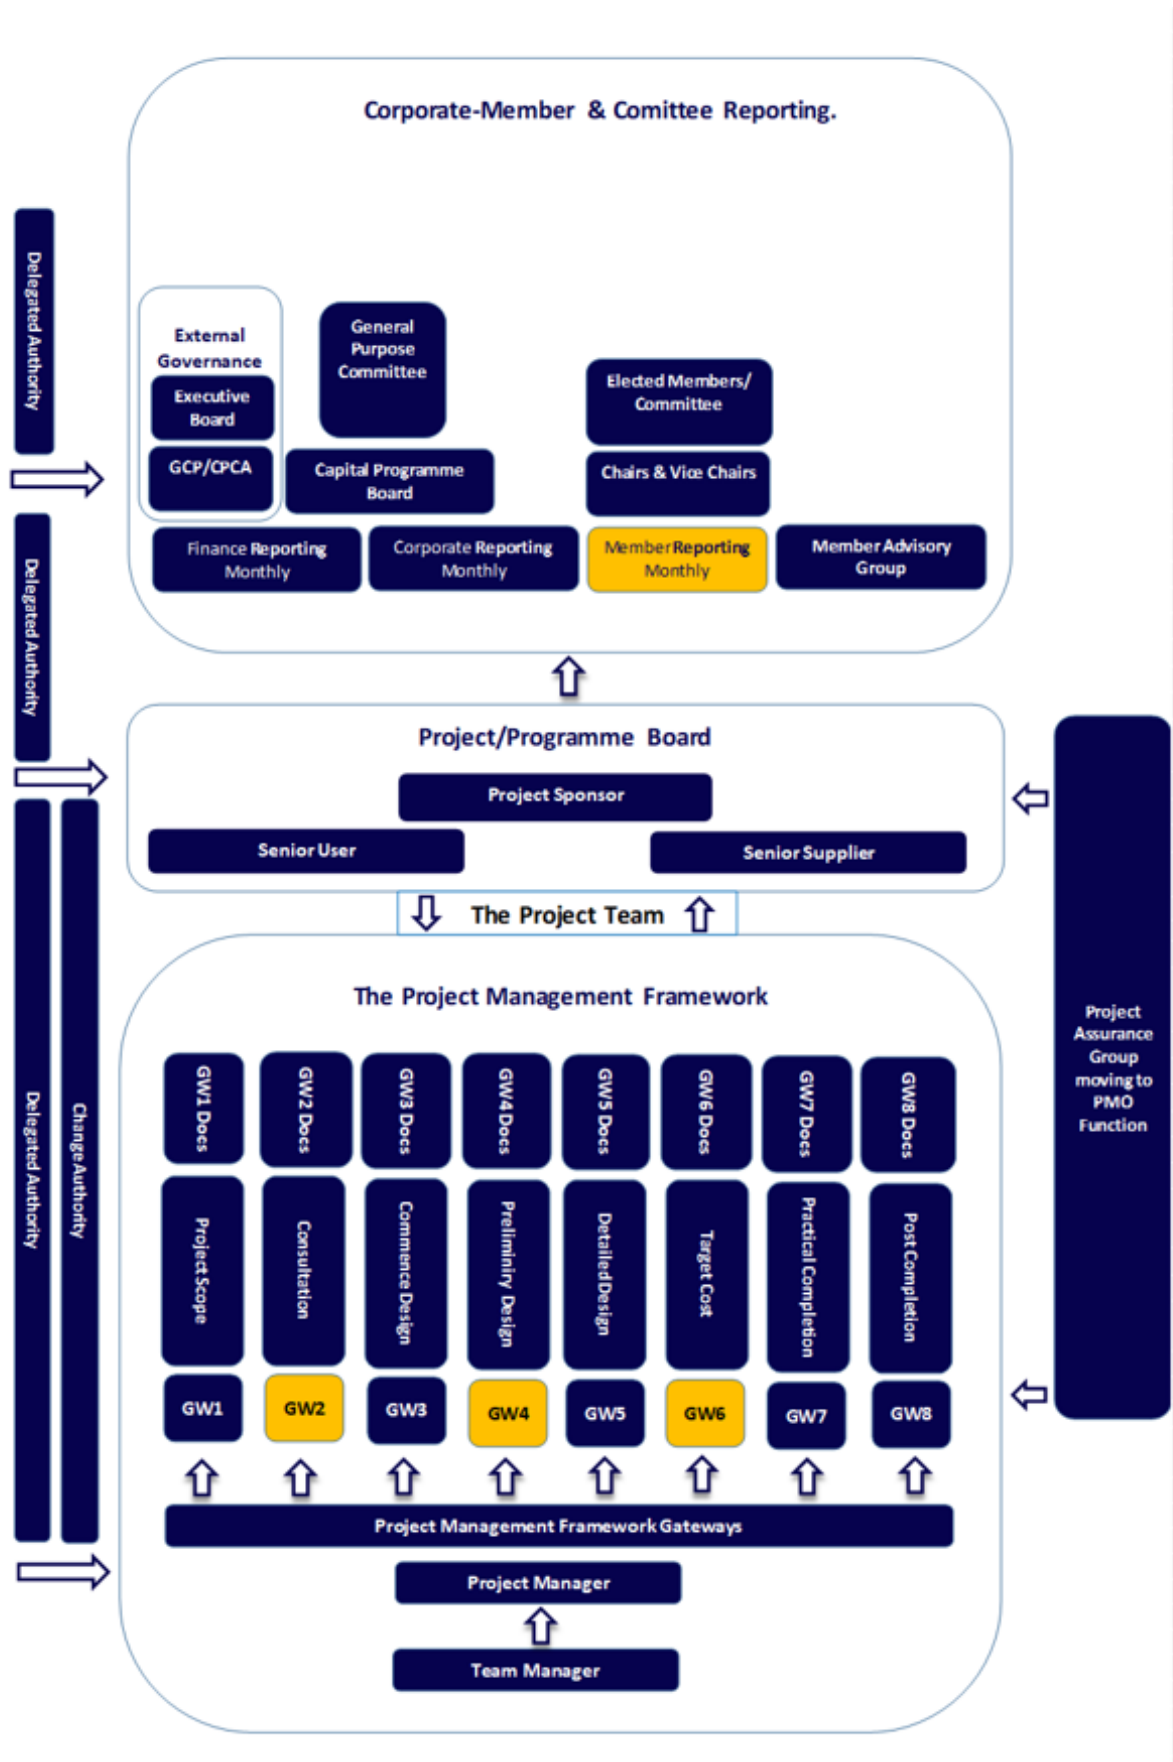 Corporate-Member & Comittee Reporting.
Delegated Authority
External
Governance
Executive
Board
GCP/CPCA
General
Purpose
Committee
Capital Programme
Board
Elected Members/
Committee
Chairs & Vice Chairs
Finance Reporting
Monthly
Corporate Reporting
Monthly
Member Reporting
Monthly
Member Advisory
Group
Delegated Authority
Project/Programme Board
Project Sponsor
Senior User
Senior Supplier
The Project Team
Delegated Authority
Change Authority
The Project Management Framework
GW1 Docs
GW2 Docs
GW3 Docs
GW4 Docs
GW5 Docs
GW6 Docs
GW7 Docs
GW8 Docs
Project Scope
Consultation
Commence Design
Preliminiry Design
Detailed Design
Target Cost
Practical Completion
Post Completion
GW1
GW2
GW3
GW4
GW5
GW6
GW7
GW8
Project Management Framework Gateways
Project Manager
Team Manager
Project
Assurance
Group
moving to
PMO
Function